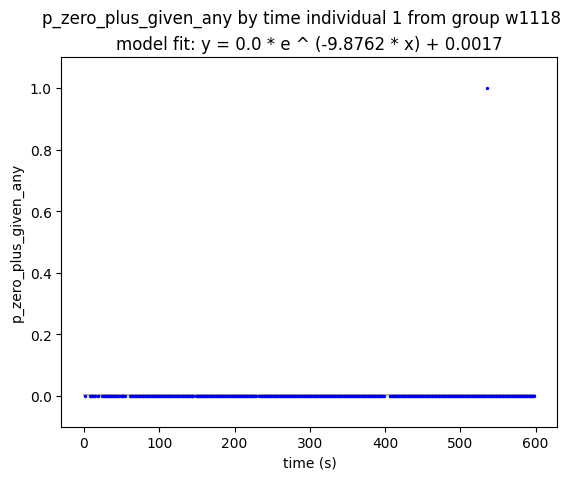 p_zero_plus_given_any by time individual 1 from group w1118
model fit: y = 0.0 * e ^ (-9.8762 * x) + 0.0017
1.0
0.8
0.6
0.4
0.2
0.0
p_zero_plus_given_any
0 100 200 300 400 500 600
time (s)